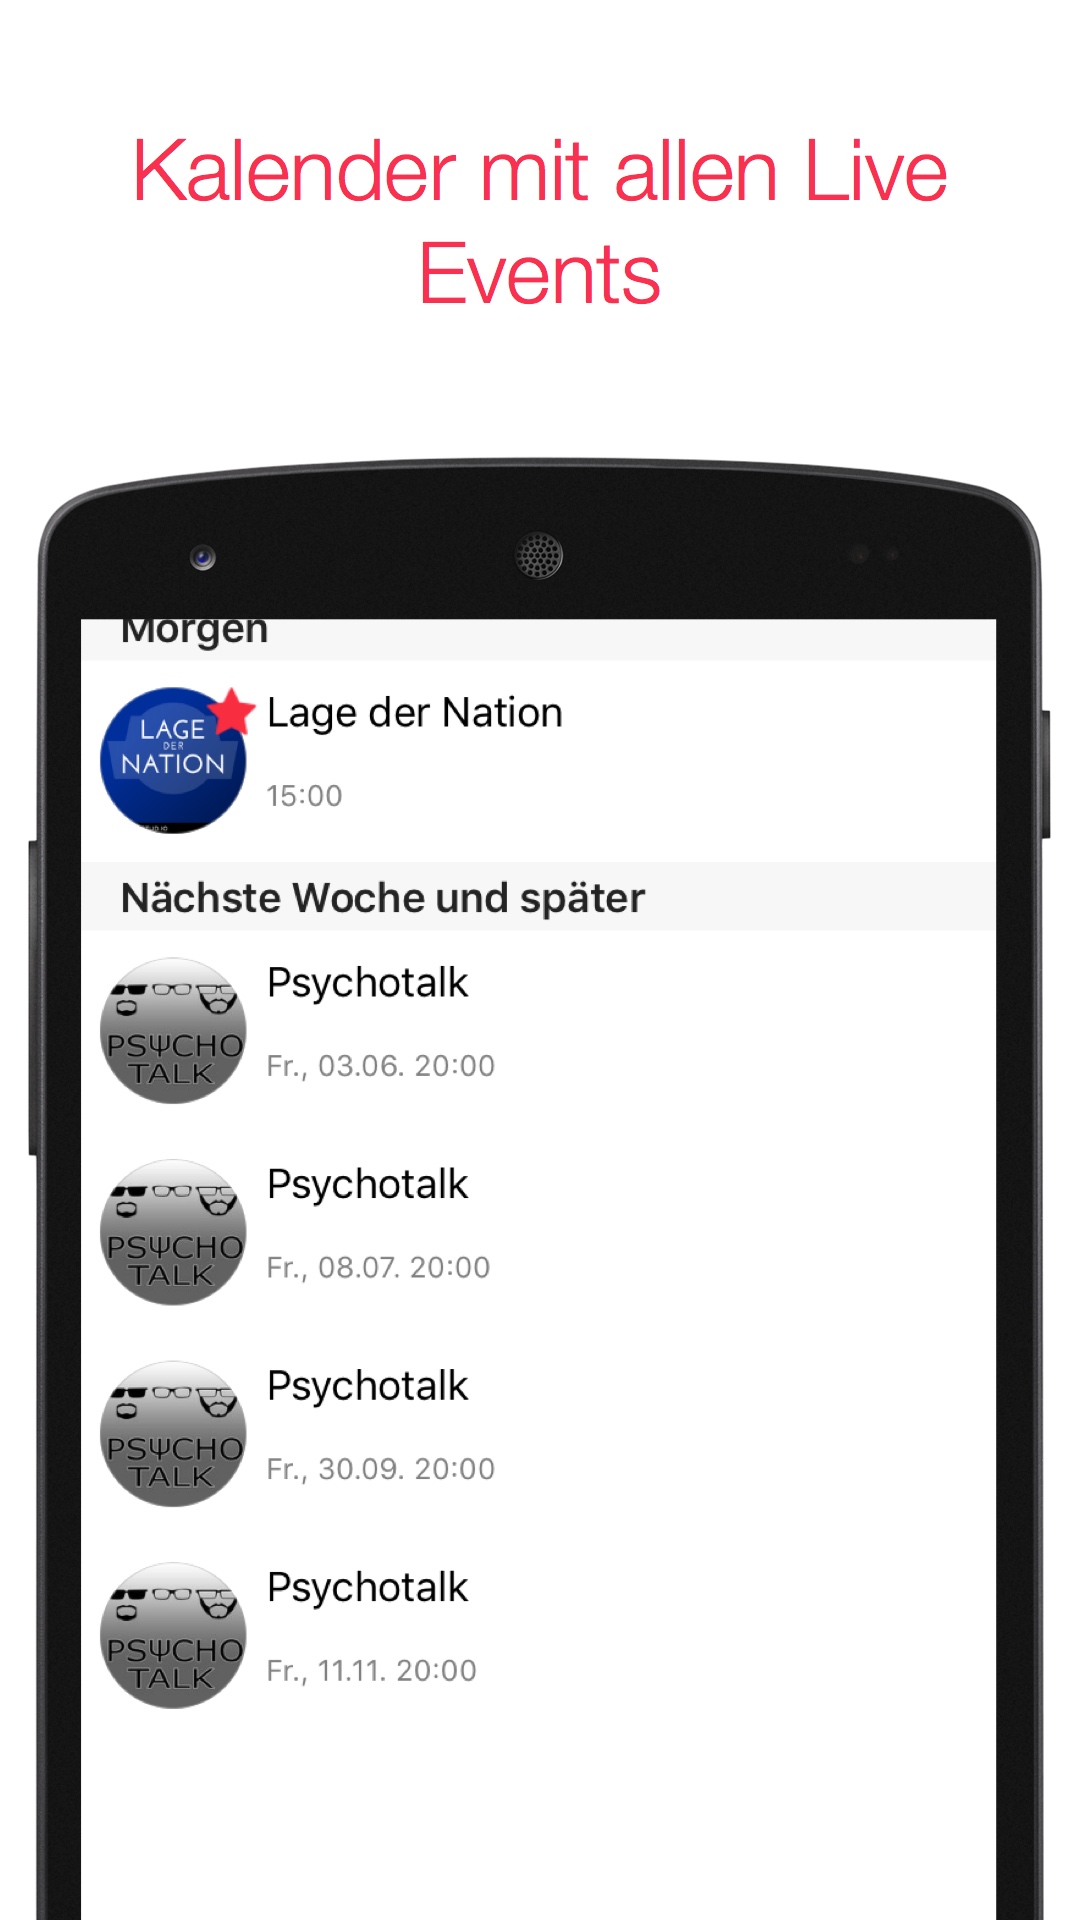 Kalender mit allen Live
Events
Morgen
LAGE
DER
NATION
Lage der Nation
15:00
Nächste Woche und später
PSΨCHO
TALK
Psychotalk
Fr., 03.06. 20:00
PSΨCHO
TALK
Psychotalk
Fr., 08.07. 20:00
PSΨCHO
TALK
Psychotalk
Fr., 30.09. 20:00
PSΨCHO
TALK
Psychotalk
Fr., 11.11. 20:00